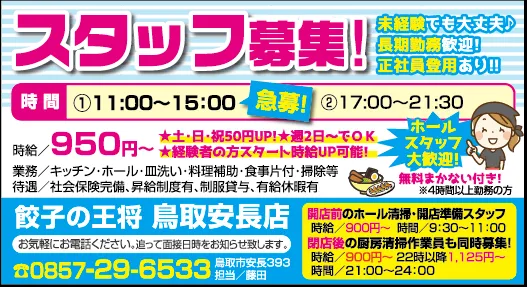 スタッフ募集!
未経験でも大丈夫♪
長期勤務歓迎!
正社員登用あり!!
時間 ①11:00～15:00 急募! ②17:00～21:30
時給／950円～ ★土・日・祝50円UP!★週2日～でOK
★経験者の方スタート時給UP可能!
ホール
スタッフ
大歓迎!
業務／キッチン・ホール・皿洗い・料理補助・食事片付・掃除等
待遇／社会保険完備、昇給制度有、制服貸与、有給休暇有
無料まかない付き!
※4時間以上勤務の方
餃子の王将 鳥取安長店
お気軽にお電話ください。追って面接日時をお知らせ致します。
☎0857-29-6533 鳥取市安長393
担当／藤田
開店前のホール清掃・開店準備スタッフ
時給／900円～ 時間／9:30～11:00
閉店後の厨房清掃作業員も同時募集!
時給／900円～ 22時以降1,125円～
時間／21:00～24:00